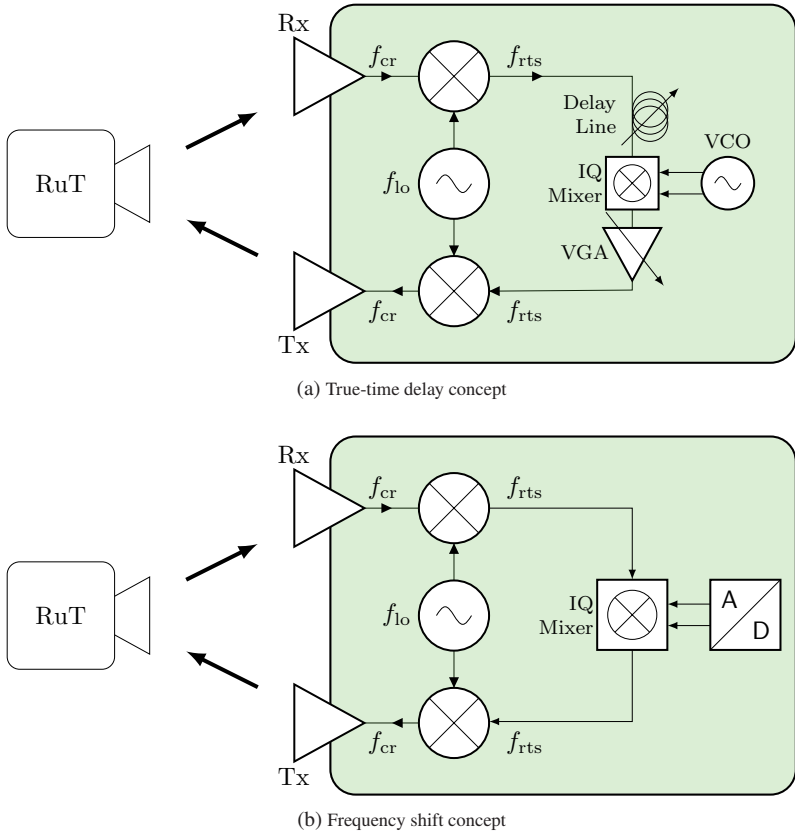 Rx
f_cr
f_rts
Delay
Line
VCO
IQ
Mixer
RuT
f_lo
VGA
f_cr
f_rts
Tx
(a) True-time delay concept
Rx
f_cr
f_rts
RuT
f_lo
IQ
Mixer
A
D
f_cr
f_rts
Tx
(b) Frequency shift concept